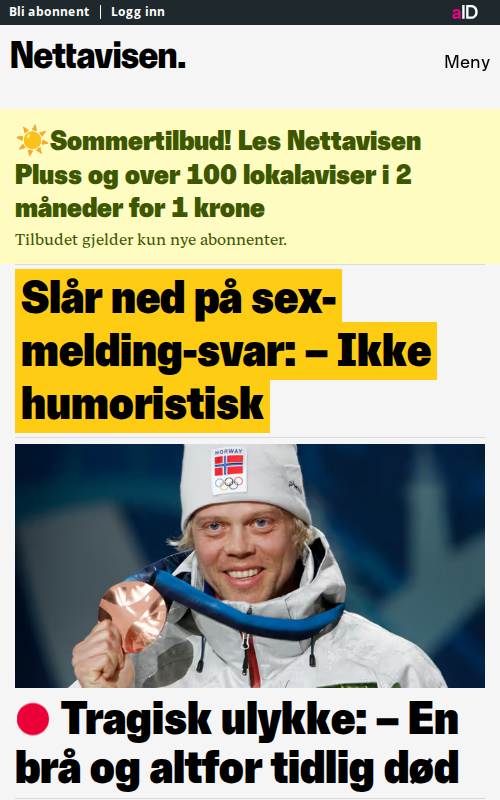 Bli abonnent
Logg inn
aID
Nettavisen.
Meny
Sommertilbud! Les Nettavisen
Pluss og over 100 lokalaviser i 2
måneder for 1 krone
Tilbudet gjelder kun nye abonnenter.
Slår ned på sex-
melding-svar: – Ikke
humoristisk
NORWAY
Tragisk ulykke: – En
brå og altfor tidlig død